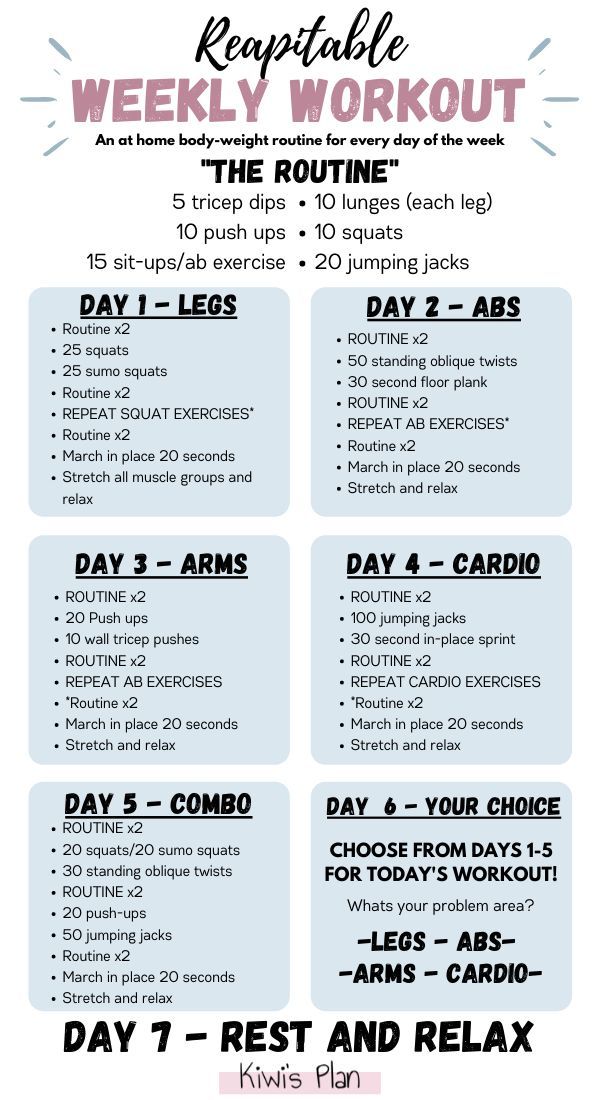 Reapitable
WEEKLY WORKOUT
An at home body-weight routine for every day of the week
"THE ROUTINE"
5 tricep dips • 10 lunges (each leg)
10 push ups • 10 squats
15 sit-ups/ab exercise • 20 jumping jacks
DAY 1 - LEGS
• Routine x2
• 25 squats
• 25 sumo squats
• Routine x2
• REPEAT SQUAT EXERCISES*
• Routine x2
• March in place 20 seconds
• Stretch all muscle groups and
relax
DAY 2 - ABS
• ROUTINE x2
• 50 standing oblique twists
• 30 second floor plank
• ROUTINE x2
• REPEAT AB EXERCISES*
• Routine x2
• March in place 20 seconds
• Stretch and relax
DAY 3 - ARMS
• ROUTINE x2
• 20 Push ups
• 10 wall tricep pushes
• ROUTINE x2
• REPEAT AB EXERCISES
• *Routine x2
• March in place 20 seconds
• Stretch and relax
DAY 4 - CARDIO
• ROUTINE x2
• 100 jumping jacks
• 30 second in-place sprint
• ROUTINE x2
• REPEAT CARDIO EXERCISES
• *Routine x2
• March in place 20 seconds
• Stretch and relax
DAY 5 - COMBO
• ROUTINE x2
• 20 squats/20 sumo squats
• 30 standing oblique twists
• ROUTINE x2
• 20 push-ups
• 50 jumping jacks
• Routine x2
• March in place 20 seconds
• Stretch and relax
DAY 6 - YOUR CHOICE
CHOOSE FROM DAYS 1-5
FOR TODAY'S WORKOUT!
Whats your problem area?
-LEGS - ABS-
-ARMS - CARDIO-
DAY 7 - REST AND RELAX
Kiwi's Plan